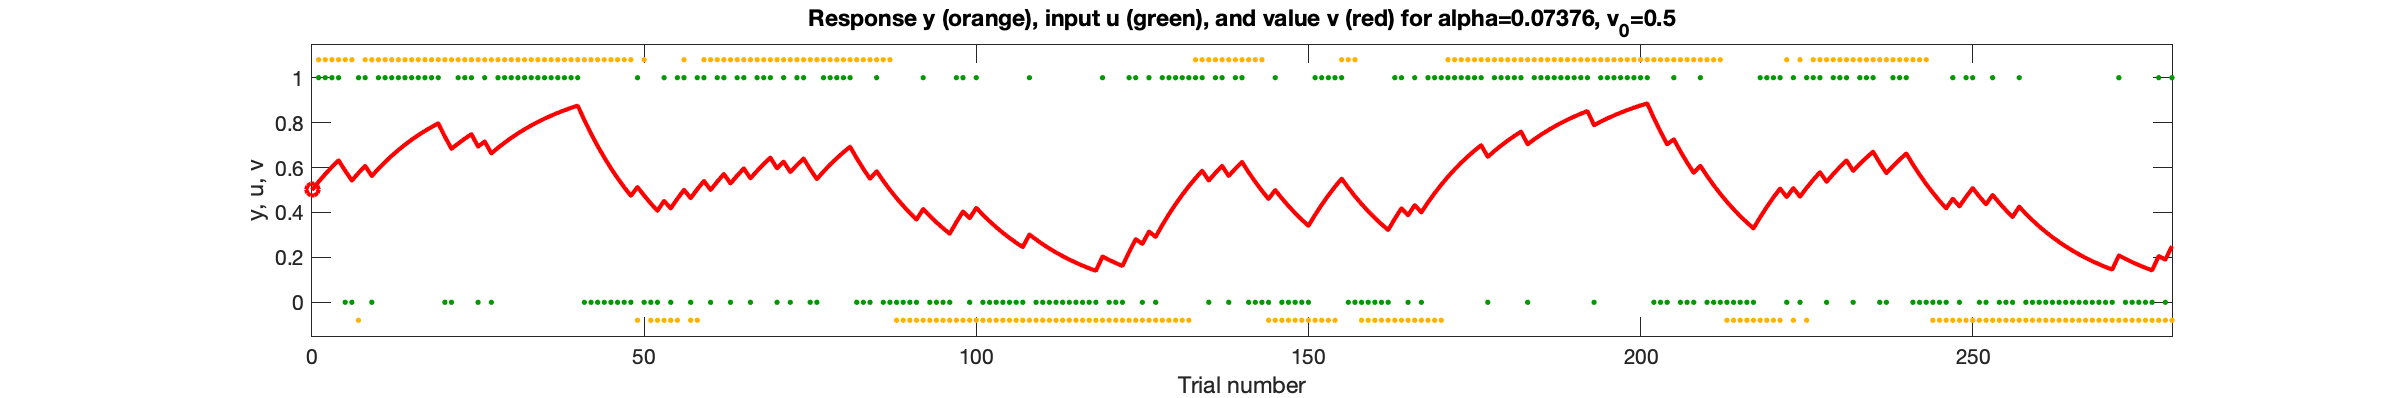 Response y (orange), input u (green), and value v (red) for alpha=0.07376, v_0=0.5
y, u, v
1
0.8
0.6
0.4
0.2
0
0 50 100 150 200 250
Trial number